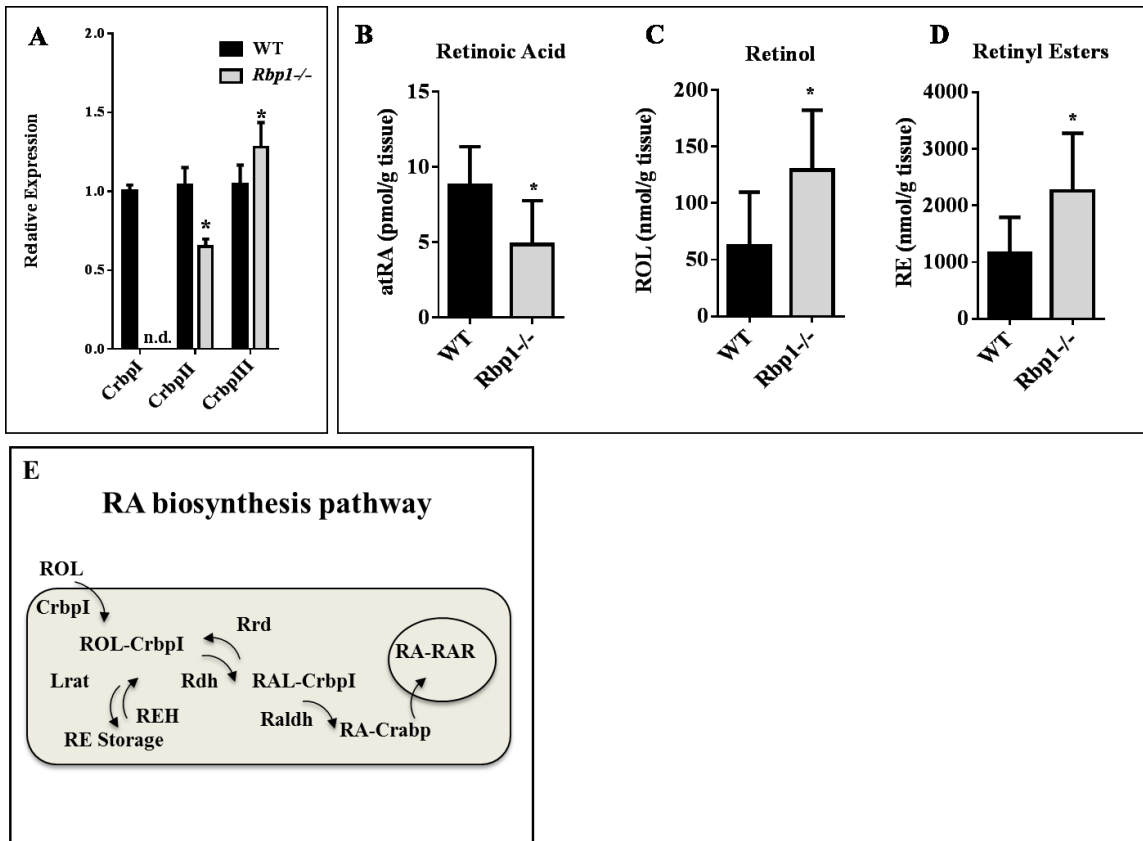 A
2.0
1.5
1.0
0.5
0.0
Relative Expression
WT
Rbp1-/-
*
*
n.d.
CrbpI
CrbpII
CrbpIII
B
Retinoic Acid
15
10
5
0
atRA (pmol/g tissue)
*
WT
Rbp1-/-
C
Retinol
200
150
100
50
0
ROL (nmol/g tissue)
*
WT
Rbp1-/-
D
Retinyl Esters
4000
3000
2000
1000
0
RE (nmol/g tissue)
*
WT
Rbp1-/-
E
RA biosynthesis pathway
ROL
CrbpI
ROL-CrbpI
Rrd
RA-RAR
Lrat
Rdh
RAL-CrbpI
REH
Raldh
RA-Crabp
RE Storage